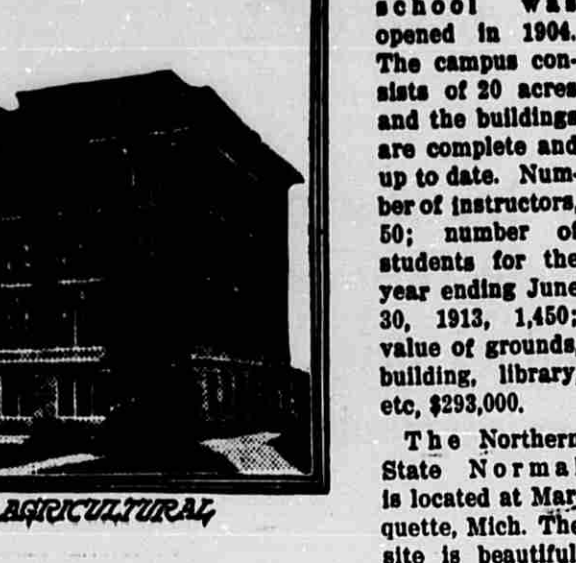 school was
opened in 1904.
The campus con-
sists of 20 acres
and the buildings
are complete and
up to date. Num-
ber of instructors,
50; number of
students for the
year ending June
30, 1913, 1,450;
value of grounds,
building, library,
etc, $293,000.
The Northern
State Normal
is located at Mar
quette, Mich. The
site is beautiful
AGRICULTURAL